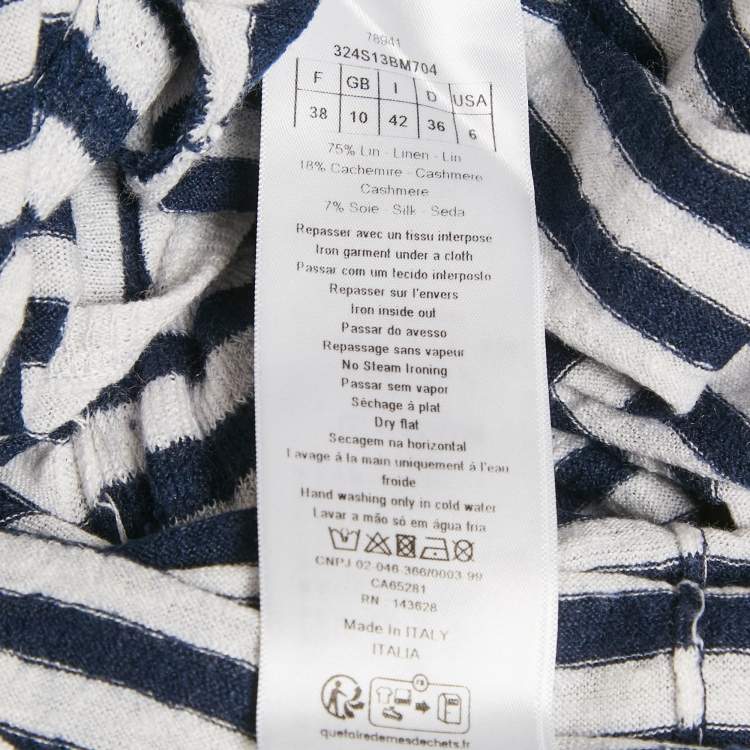 78941
324S13BM704
F GB I D USA
38 10 42 36 6
75% Lin - Linen - Lin
18% Cachemire - Cashmere
Cashmere
7% Soie - Silk - Seda
Repasser avec un tissu interpose
Iron garment under a cloth
Passar com um tecido interposto
Repasser sur l'envers
Iron inside out
Passar do avesso
Repassage sans vapeur
No Steam Ironing
Passar sem vapor
Séchage à plat
Dry flat
Secagem na horizontal
Lavage à la main uniquement à l'eau
froide
Hand washing only in cold water
Lavar a mão só em água fria
CNPJ 02-046-366/0003-99
CA65281
RN 143628
Made in ITALY
ITALIA
quefairedemesdechets.fr